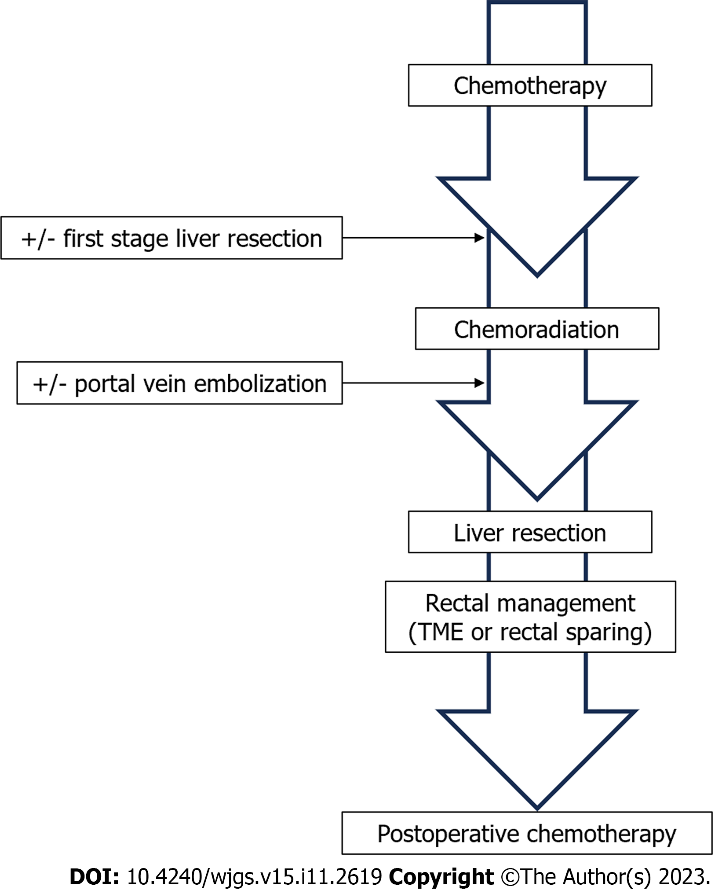 Chemotherapy
+/- first stage liver resection
Chemoradiation
+/- portal vein embolization
Liver resection
Rectal management
(TME or rectal sparing)
Postoperative chemotherapy
DOI: 10.4240/wjgs.v15.i11.2619 Copyright ©The Author(s) 2023.